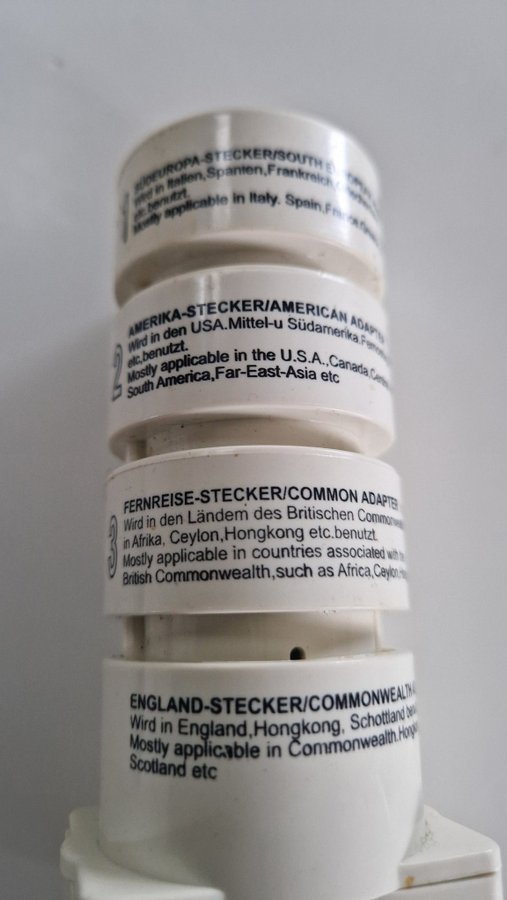 1
SÜDEUROPA-STECKER/SOUTH
Wird in Italien,Spanien,Frankreich,
etc.benutzt.
Mostly applicable in Italy. Spain,France,
2
AMERIKA-STECKER/AMERICAN ADAPTER
Wird in den USA.Mittel-u Südamerika.
etc,benutzt.
Mostly applicable in the U.S.A.,Canada,
South America,Far-East-Asia etc
3
FERNREISE-STECKER/COMMON ADAPTER
Wird in den Ländem des Britischen
in Afrika, Ceylon,Hongkong etc.benutzt.
Mostly applicable in countries associated with
British Commonwealth,such as Africa,Ceylon,
ENGLAND-STECKER/COMMONWEALTH
Wird in England,Hongkong, Schottland
Mostly applicable in Commonwealth.
Scotland etc